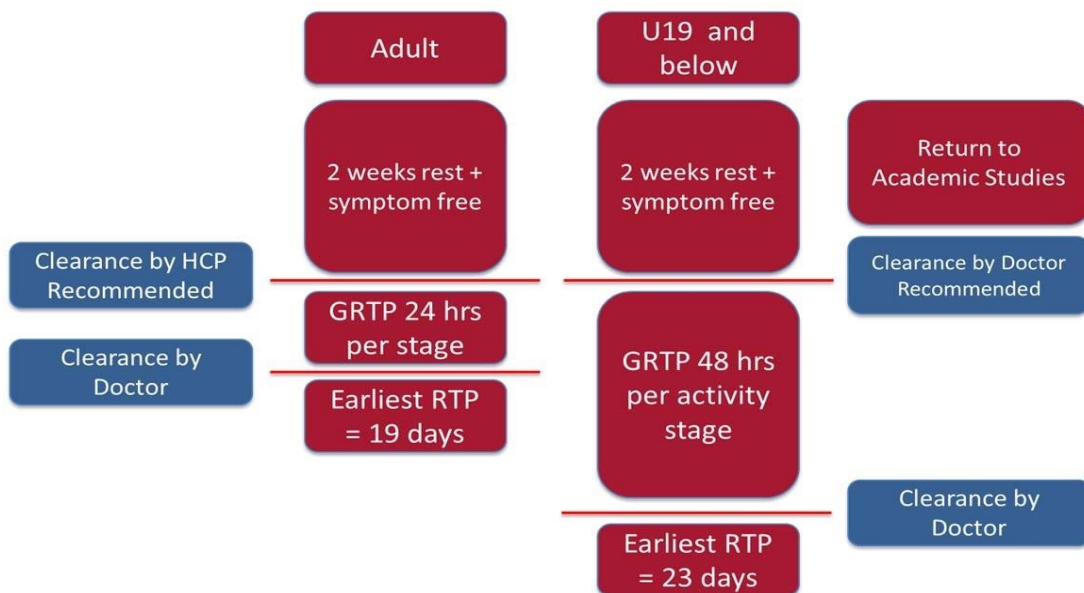 Adult
U19 and
below
2 weeks rest +
symptom free
2 weeks rest +
symptom free
Return to
Academic Studies
Clearance by HCP
Recommended
Clearance by Doctor
Recommended
GRTP 24 hrs
per stage
GRTP 48 hrs
per activity
stage
Clearance by
Doctor
Earliest RTP
= 19 days
Clearance by
Doctor
Earliest RTP
= 23 days